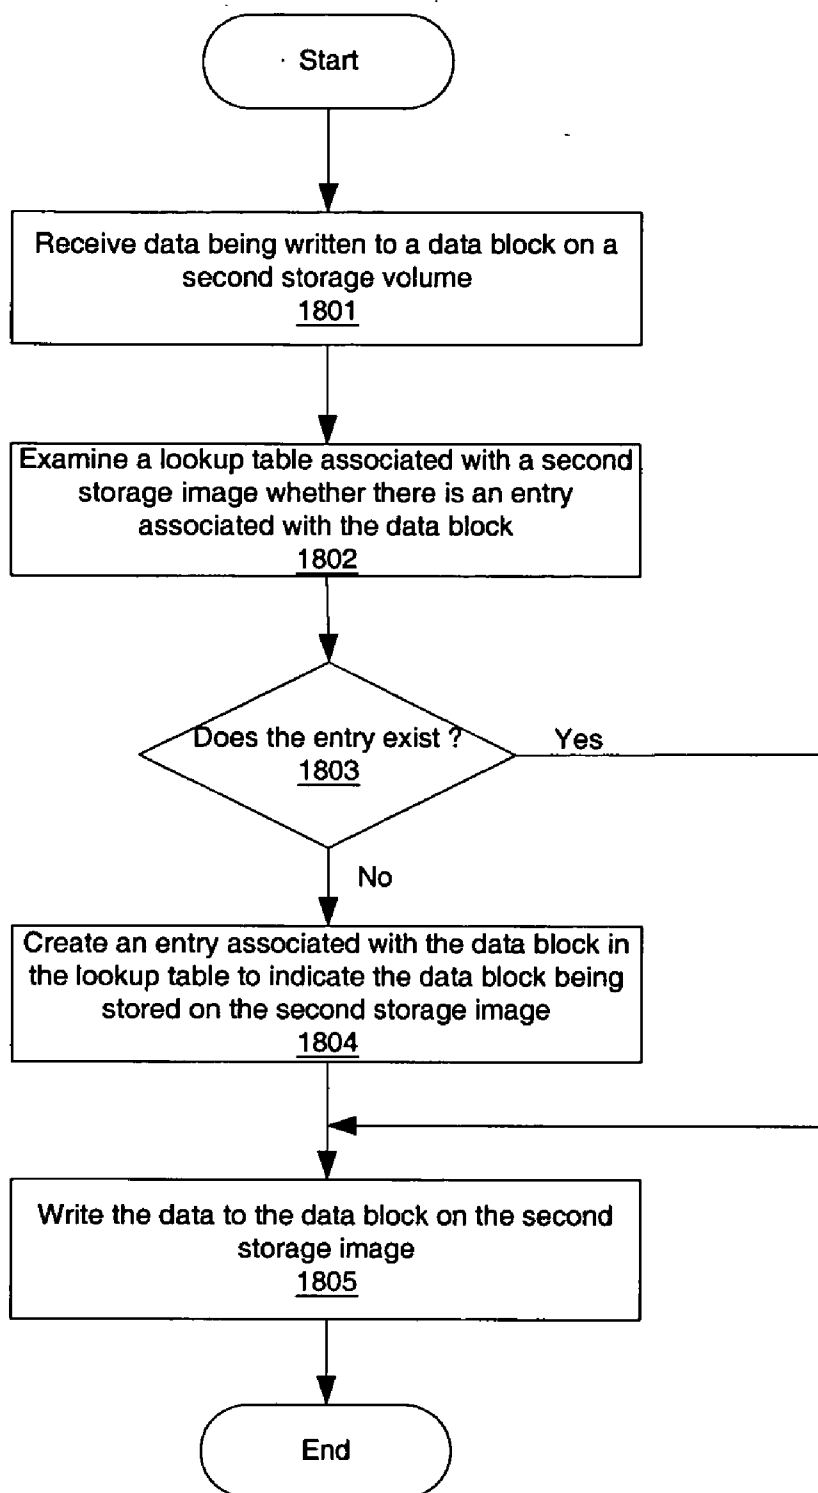 Start
Receive data being written to a data block on a
second storage volume
1801
Examine a lookup table associated with a second
storage image whether there is an entry
associated with the data block
1802
Does the entry exist ?
Yes
1803
No
Create an entry associated with the data block in
the lookup table to indicate the data block being
stored on the second storage image
1804
Write the data to the data block on the second
storage image
1805
End